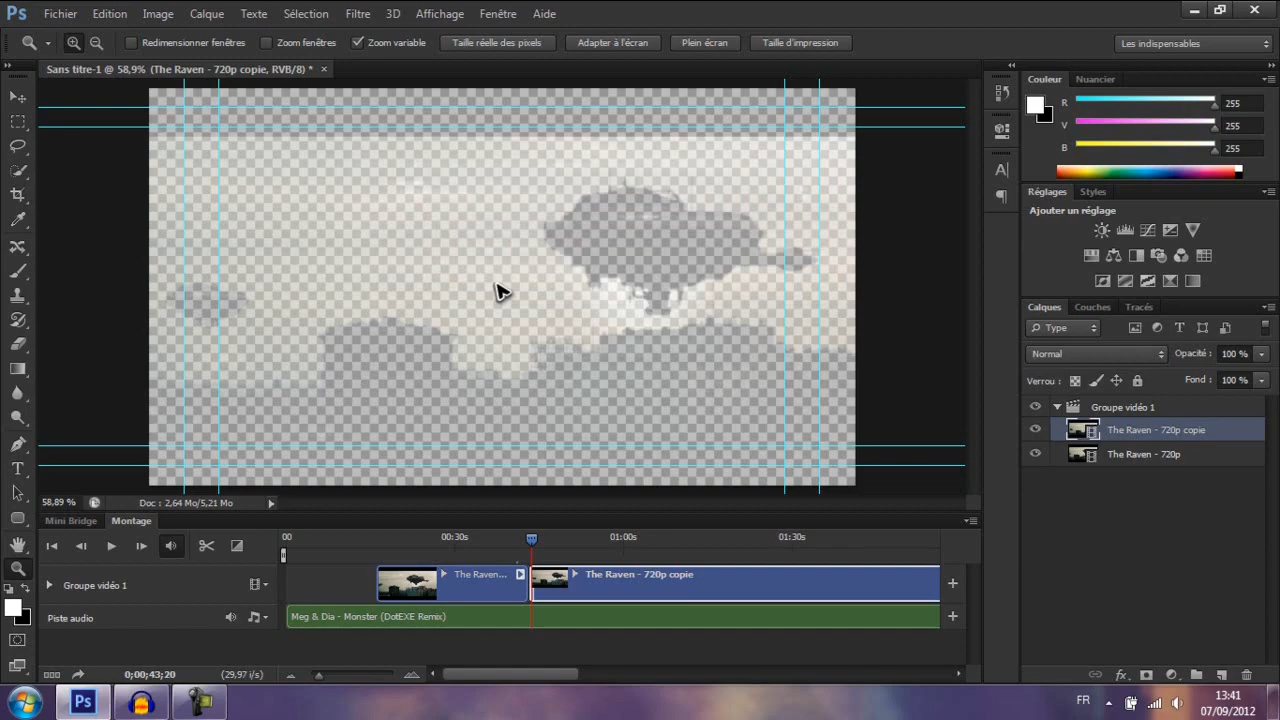 Ps Fichier Edition Image Calque Texte Sélection Filtre 3D Affichage Fenêtre Aide
Redimensionner fenêtres Zoom fenêtres Zoom variable Taille réelle des pixels Adapter à l'écran Plein écran Taille d'impression Les indispensables
Sans titre-1 @ 58,9% (The Raven - 720p copie, RVB/8) * ×
Couleur Nuancier
R 255
V 255
B 255
Réglages Styles
Ajouter un réglage
Calques Couches Tracés
Type
Normal Opacité : 100 %
Verrou : Fond : 100 %
Groupe vidéo 1
The Raven - 720p copie
The Raven - 720p
58,89 % Doc : 2,64 Mo/5,21 Mo
Mini Bridge Montage
00 00:30s 01:00s 01:30s
Groupe vidéo 1 The Raven... The Raven - 720p copie
Piste audio Meg & Dia - Monster (DotEXE Remix)
0;00;43;20 (29,97 i/s)
Ps FR 13:41
07/09/2012